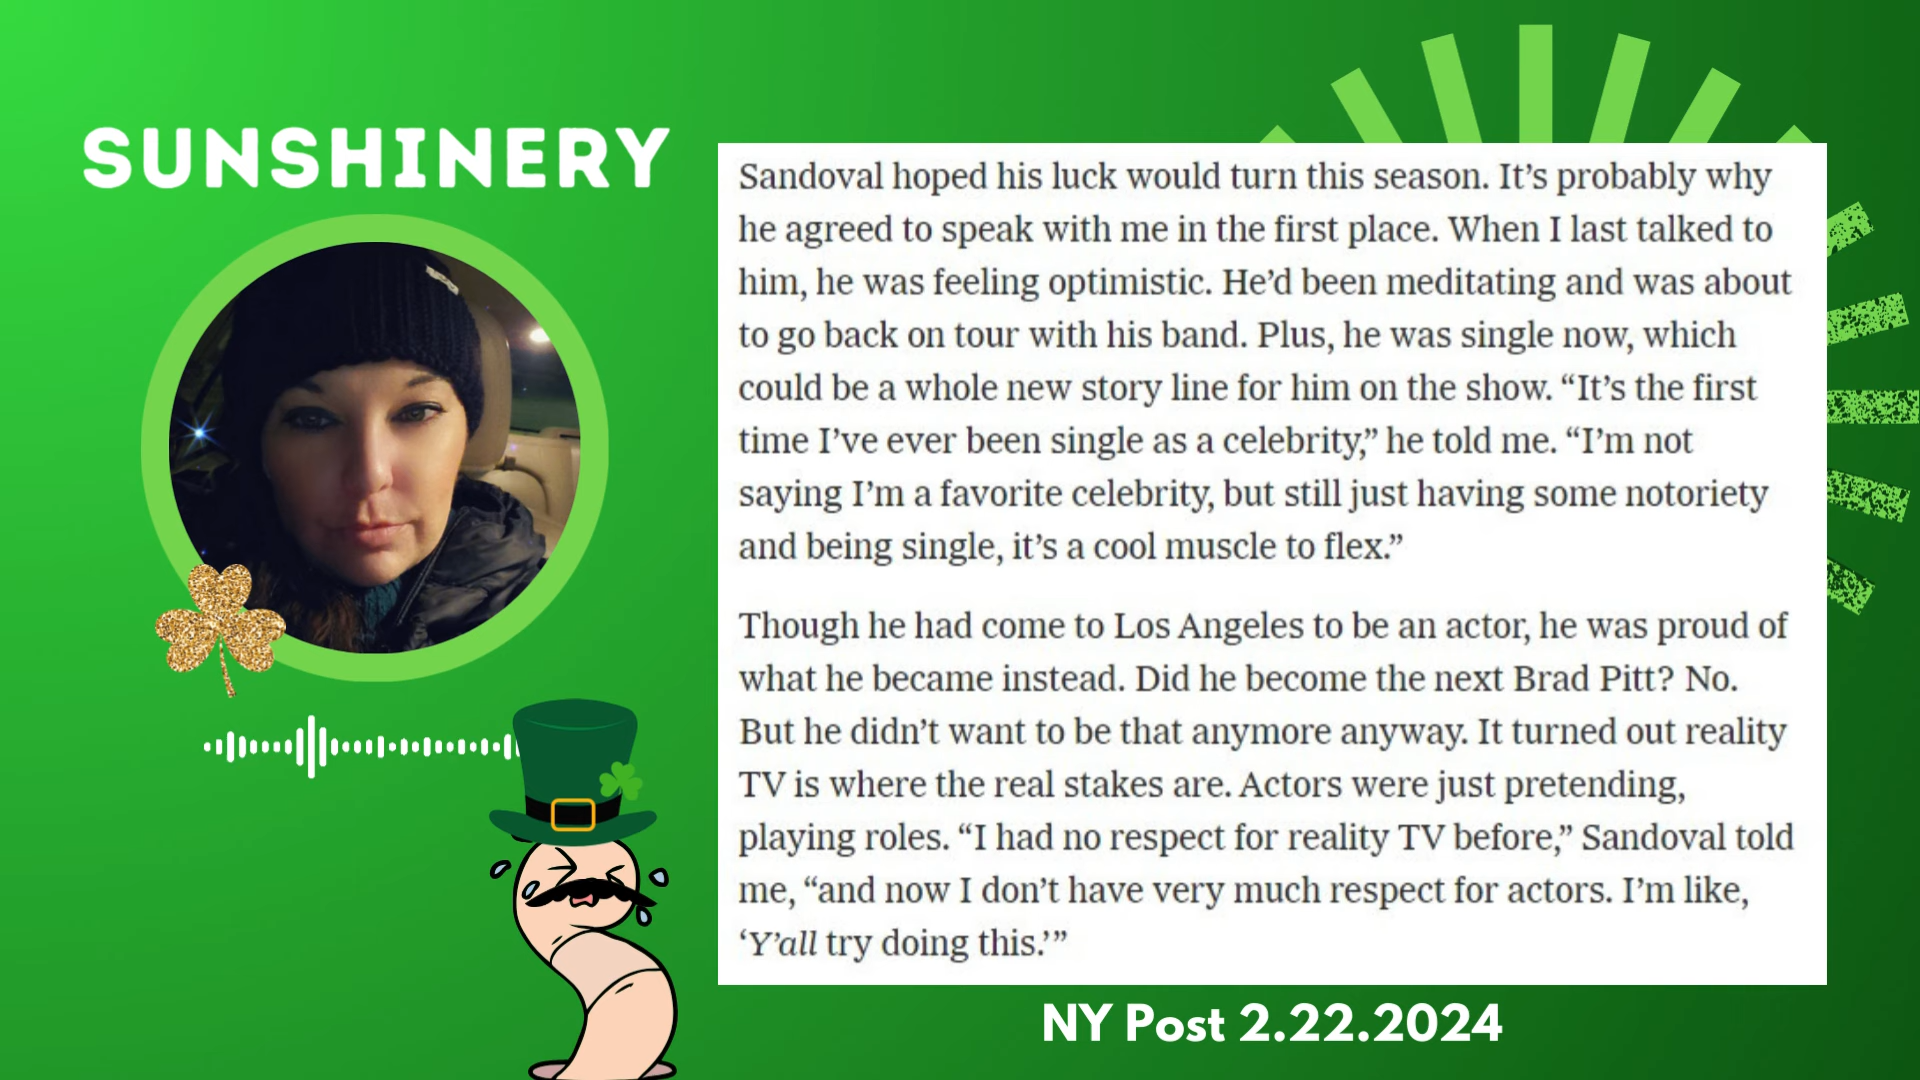 SUNSHINERY
Sandoval hoped his luck would turn this season. It’s probably why
he agreed to speak with me in the first place. When I last talked to
him, he was feeling optimistic. He’d been meditating and was about
to go back on tour with his band. Plus, he was single now, which
could be a whole new story line for him on the show. “It’s the first
time I’ve ever been single as a celebrity,” he told me. “I’m not
saying I’m a favorite celebrity, but still just having some notoriety
and being single, it’s a cool muscle to flex.”
Though he had come to Los Angeles to be an actor, he was proud of
what he became instead. Did he become the next Brad Pitt? No.
But he didn’t want to be that anymore anyway. It turned out reality
TV is where the real stakes are. Actors were just pretending,
playing roles. “I had no respect for reality TV before,” Sandoval told
me, “and now I don’t have very much respect for actors. I’m like,
‘Y’all try doing this.’”
NY Post 2.22.2024